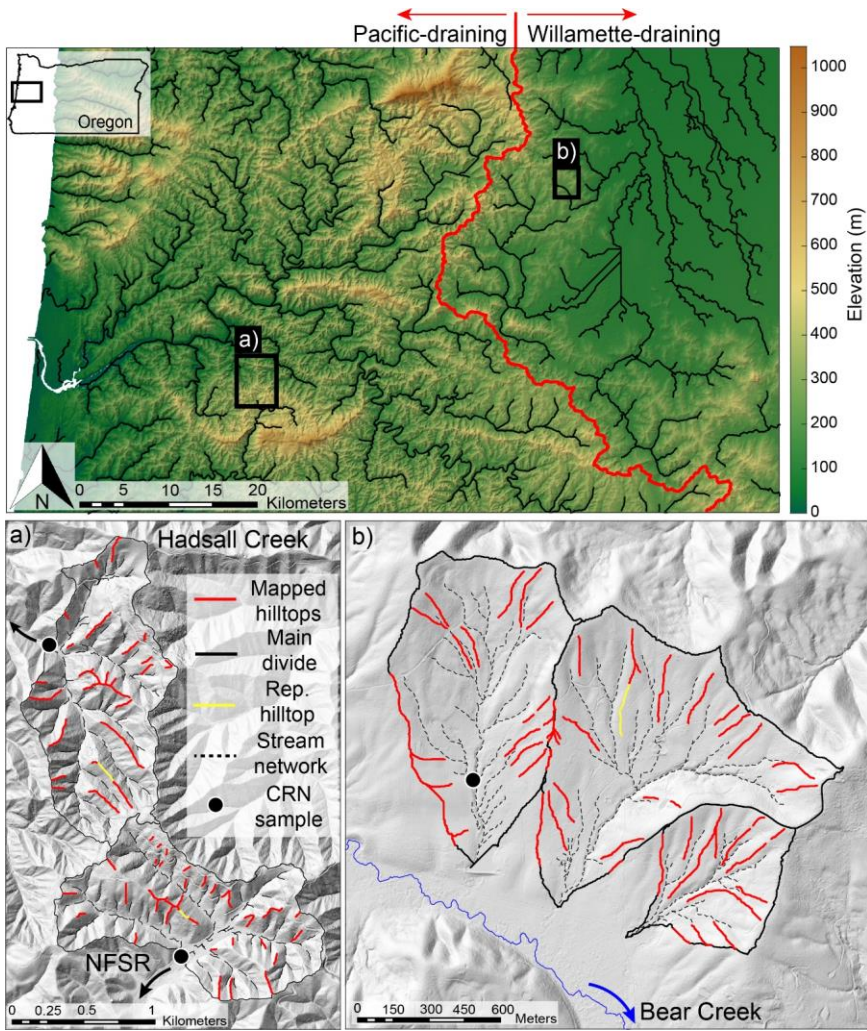 Pacific-draining Willamette-draining
Oregon
b)
a)
1000
900
800
700
600
500
400
300
200
100
0
Elevation (m)
N
0 5 10 15 20
Kilometers
a)
Hadsall Creek
Mapped
hilltops
Main
divide
Rep.
hilltop
Stream
network
CRN
sample
NFSR
0 0.25 0.5 1
Kilometers
b)
0 150 300 450 600
Meters
Bear Creek